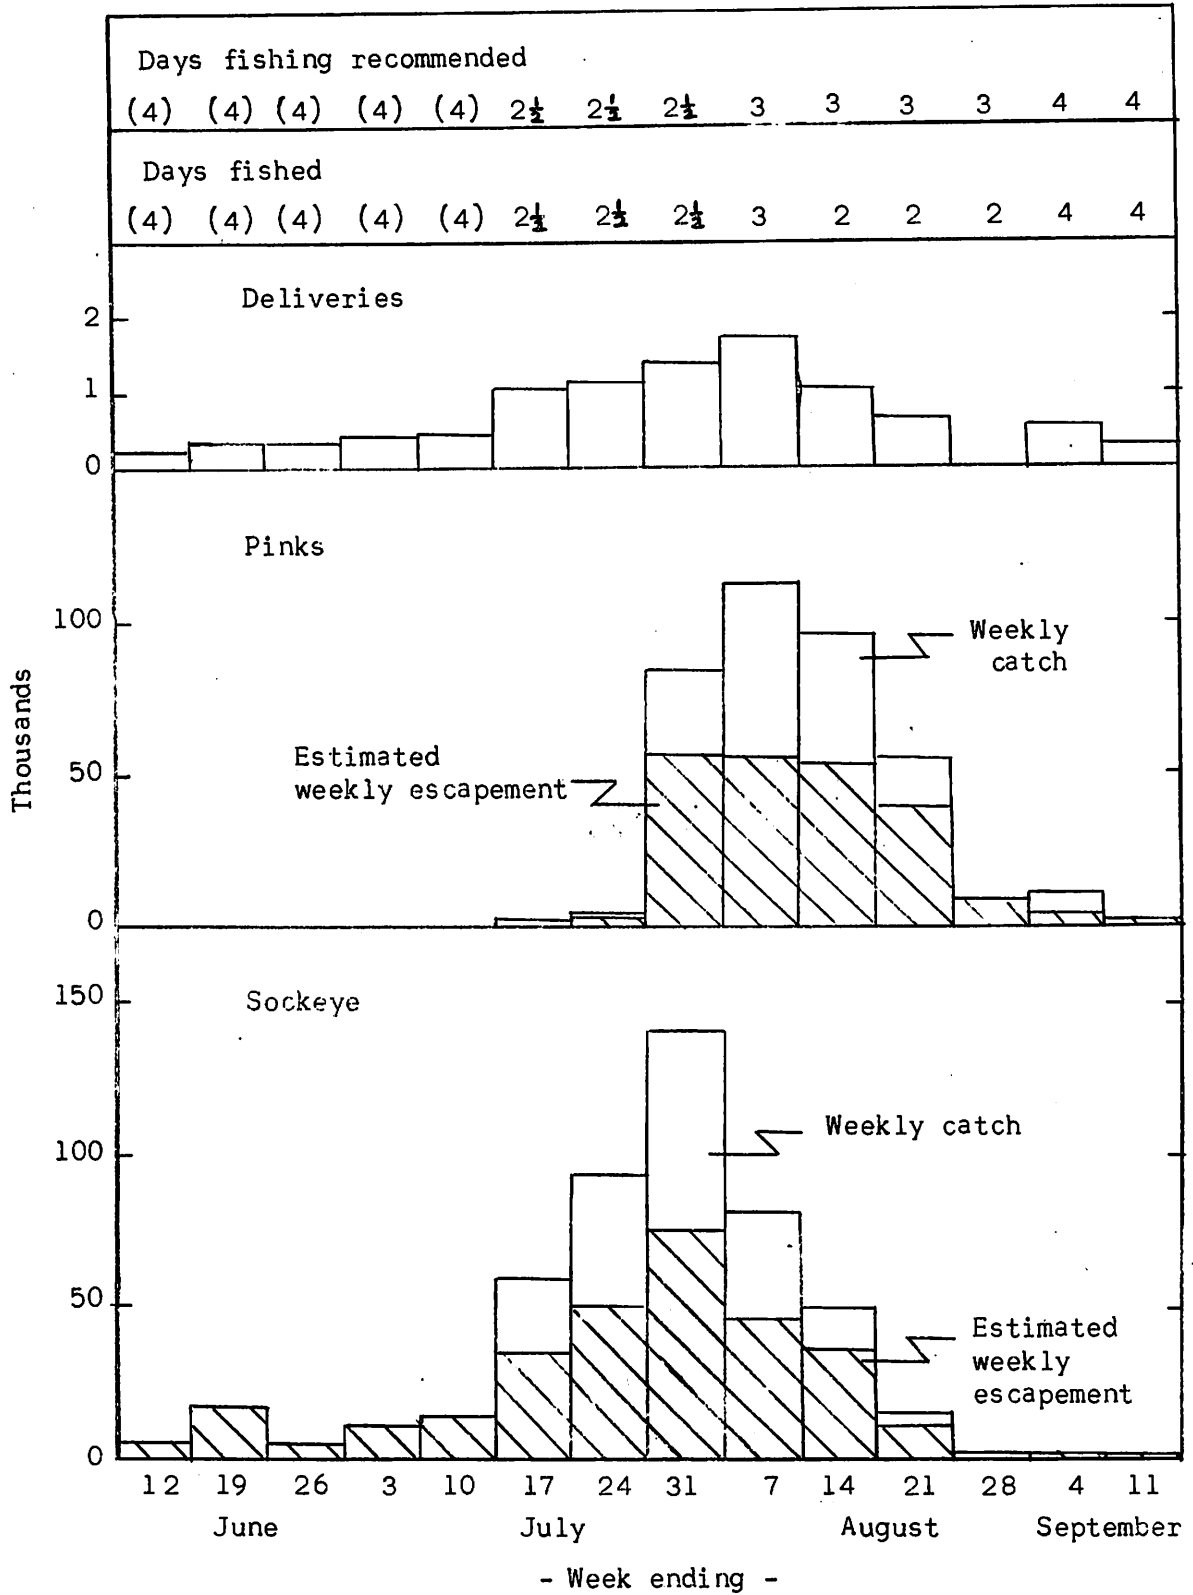 Days fishing recommended
(4) (4) (4) (4) (4) 2½ 2½ 2½ 3 3 3 3 4 4
Days fished
(4) (4) (4) (4) (4) 2½ 2½ 2½ 3 2 2 2 4 4
Deliveries
2
1
0
Pinks
100
50
0
Weekly
catch
Estimated
weekly escapement
Thousands
Sockeye
150
100
50
0
Weekly catch
Estimated
weekly
escapement
12 19 26 3 10 17 24 31 7 14 21 28 4 11
June July August September
- Week ending -